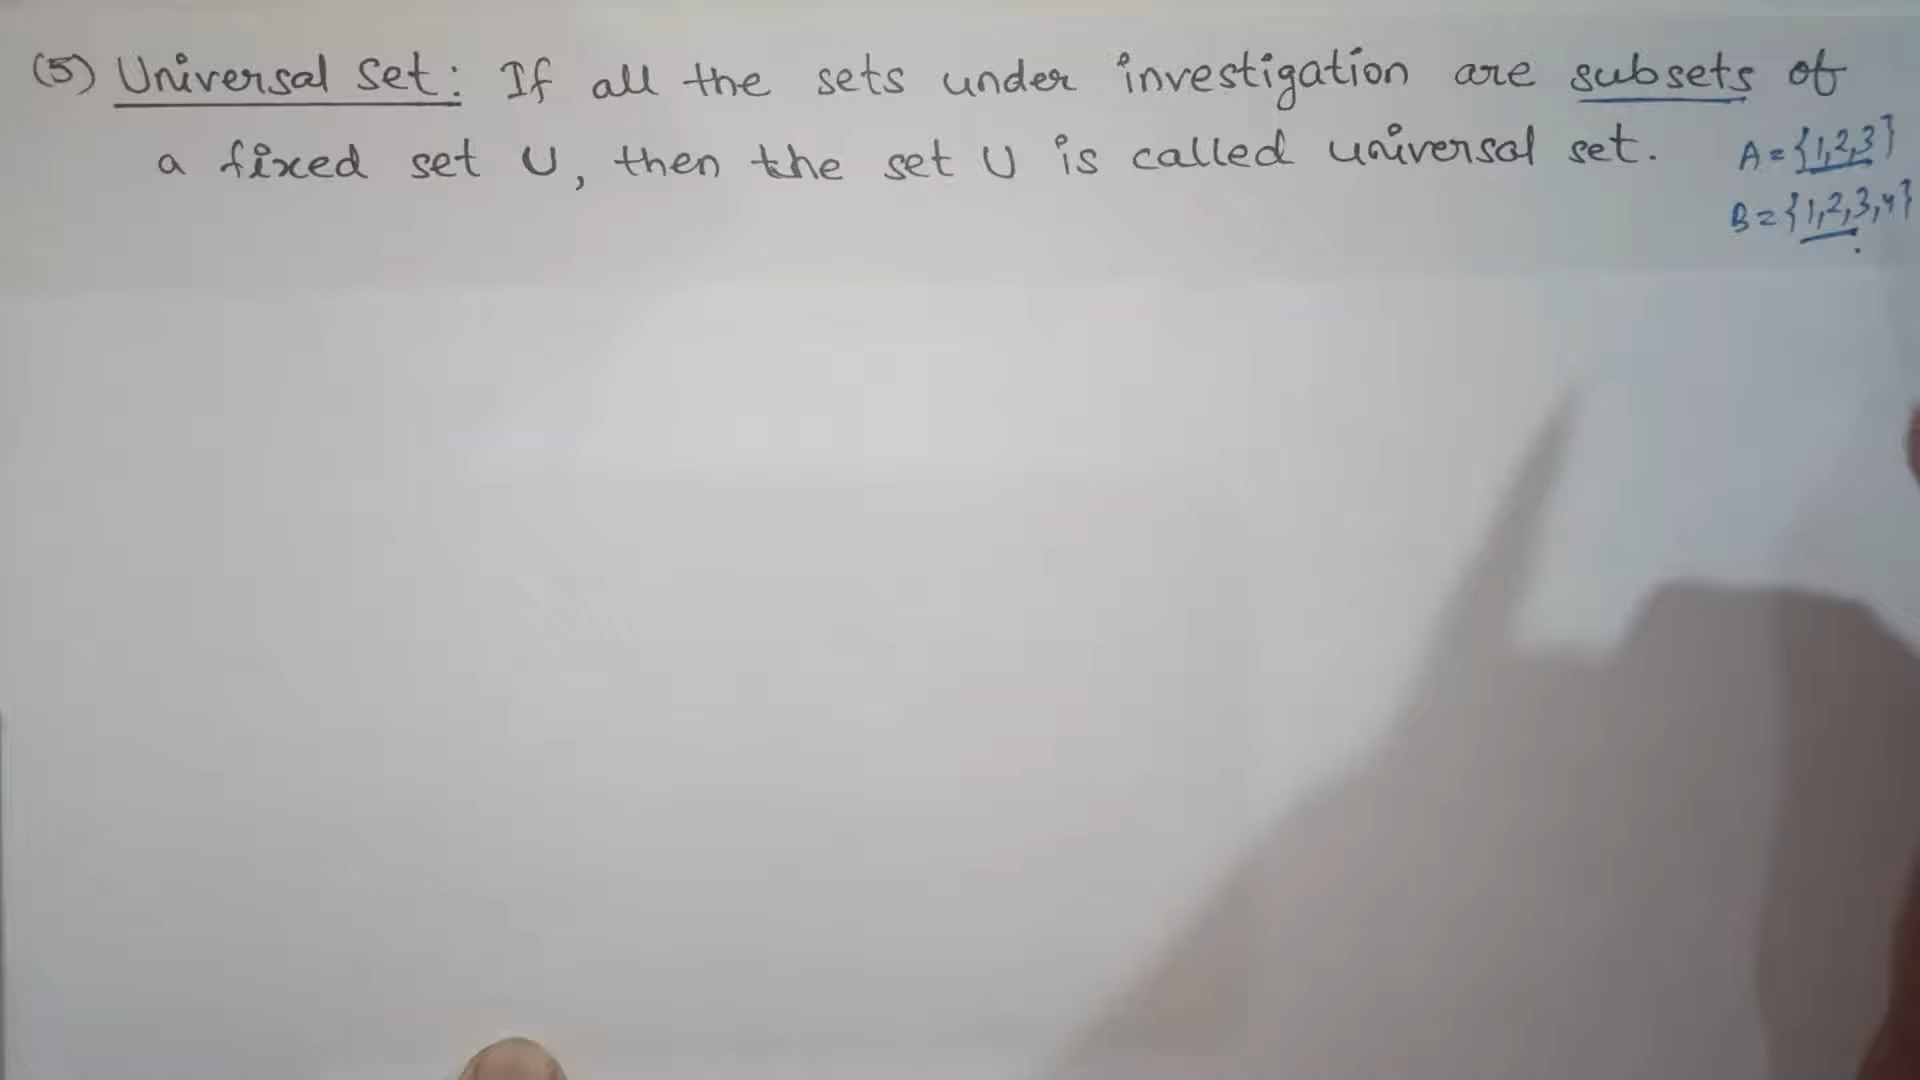 (5) Universal Set: If all the sets under investigation are subsets of
a fixed set U, then the set U is called universal set.
A = {1,2,3}
B = {1,2,3,4}